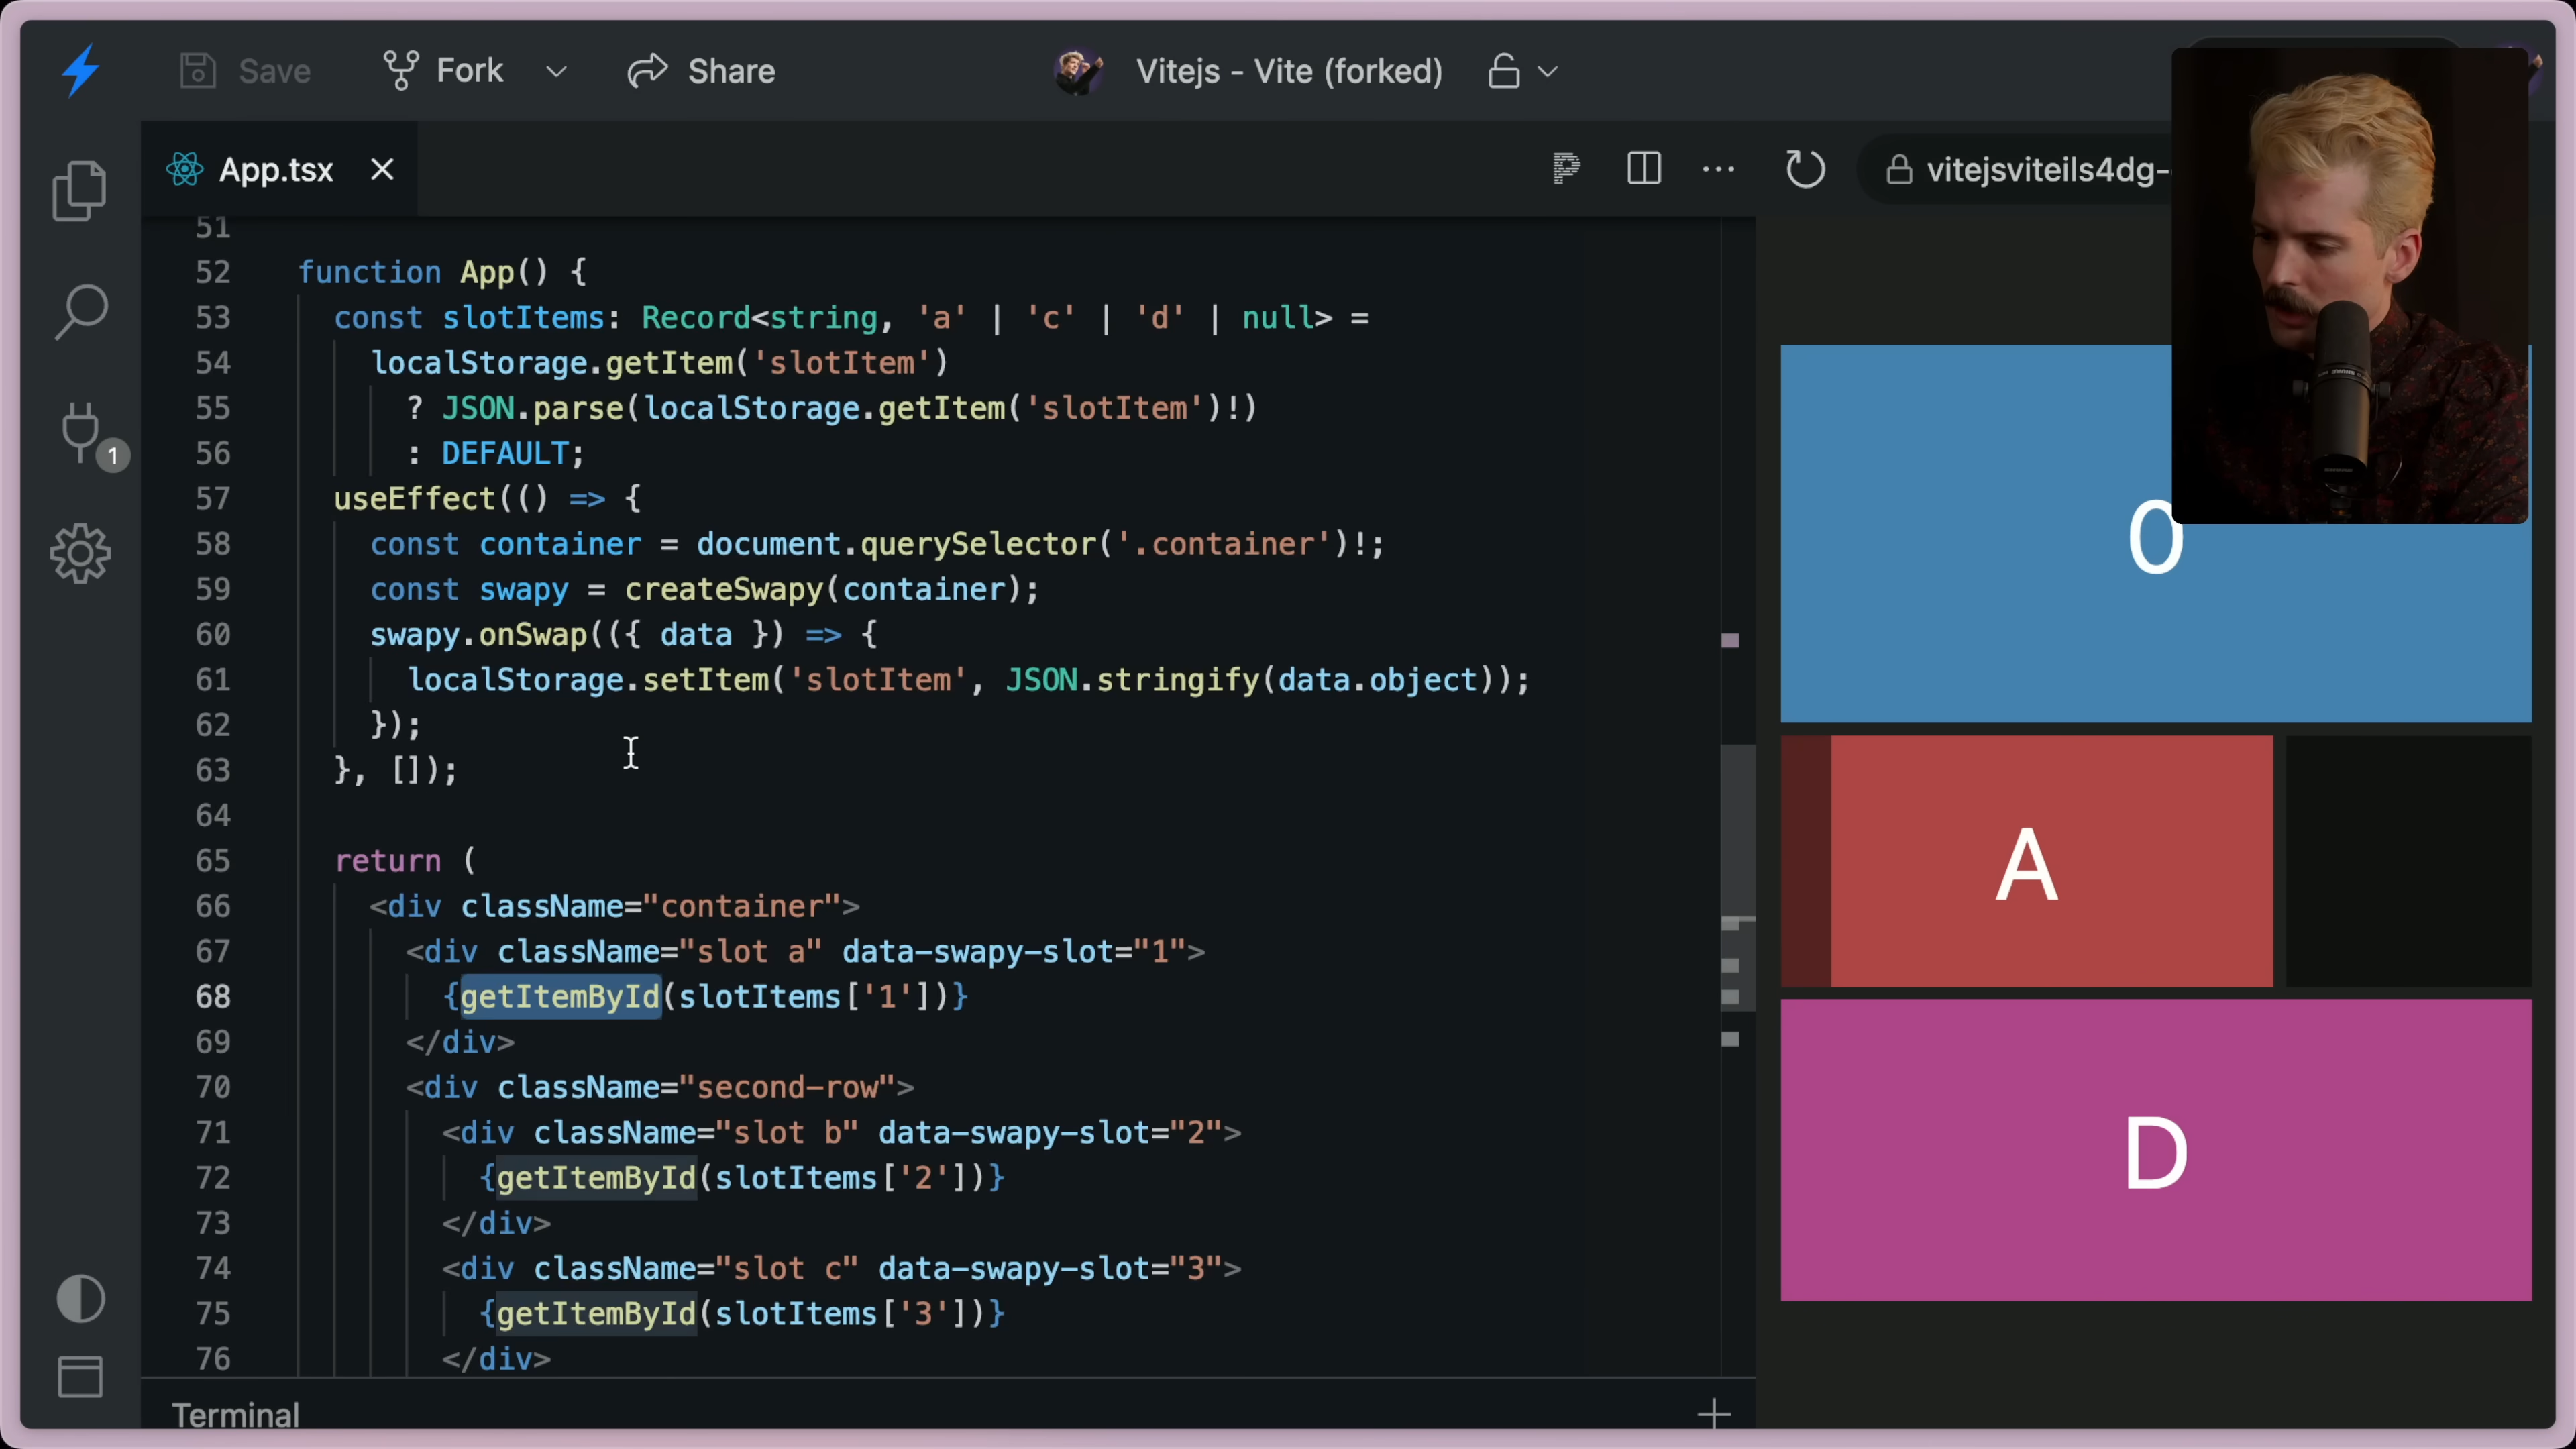 Save
Fork
Share
Vitejs - Vite (forked)
App.tsx
vitejsviteils4dg-
1
51
52 function App() {
53 const slotItems: Record<string, 'a' | 'c' | 'd' | null> =
54 localStorage.getItem('slotItem')
55 ? JSON.parse(localStorage.getItem('slotItem')!)
56 : DEFAULT;
57 useEffect(() => {
58 const container = document.querySelector('.container')!;
59 const swapy = createSwapy(container);
60 swapy.onSwap(({ data }) => {
61 localStorage.setItem('slotItem', JSON.stringify(data.object));
62 });
63 }, []);
64
65 return (
66 <div className="container">
67 <div className="slot a" data-swapy-slot="1">
68 {getItemById(slotItems['1'])}
69 </div>
70 <div className="second-row">
71 <div className="slot b" data-swapy-slot="2">
72 {getItemById(slotItems['2'])}
73 </div>
74 <div className="slot c" data-swapy-slot="3">
75 {getItemById(slotItems['3'])}
76 </div>
Terminal
0
A
D